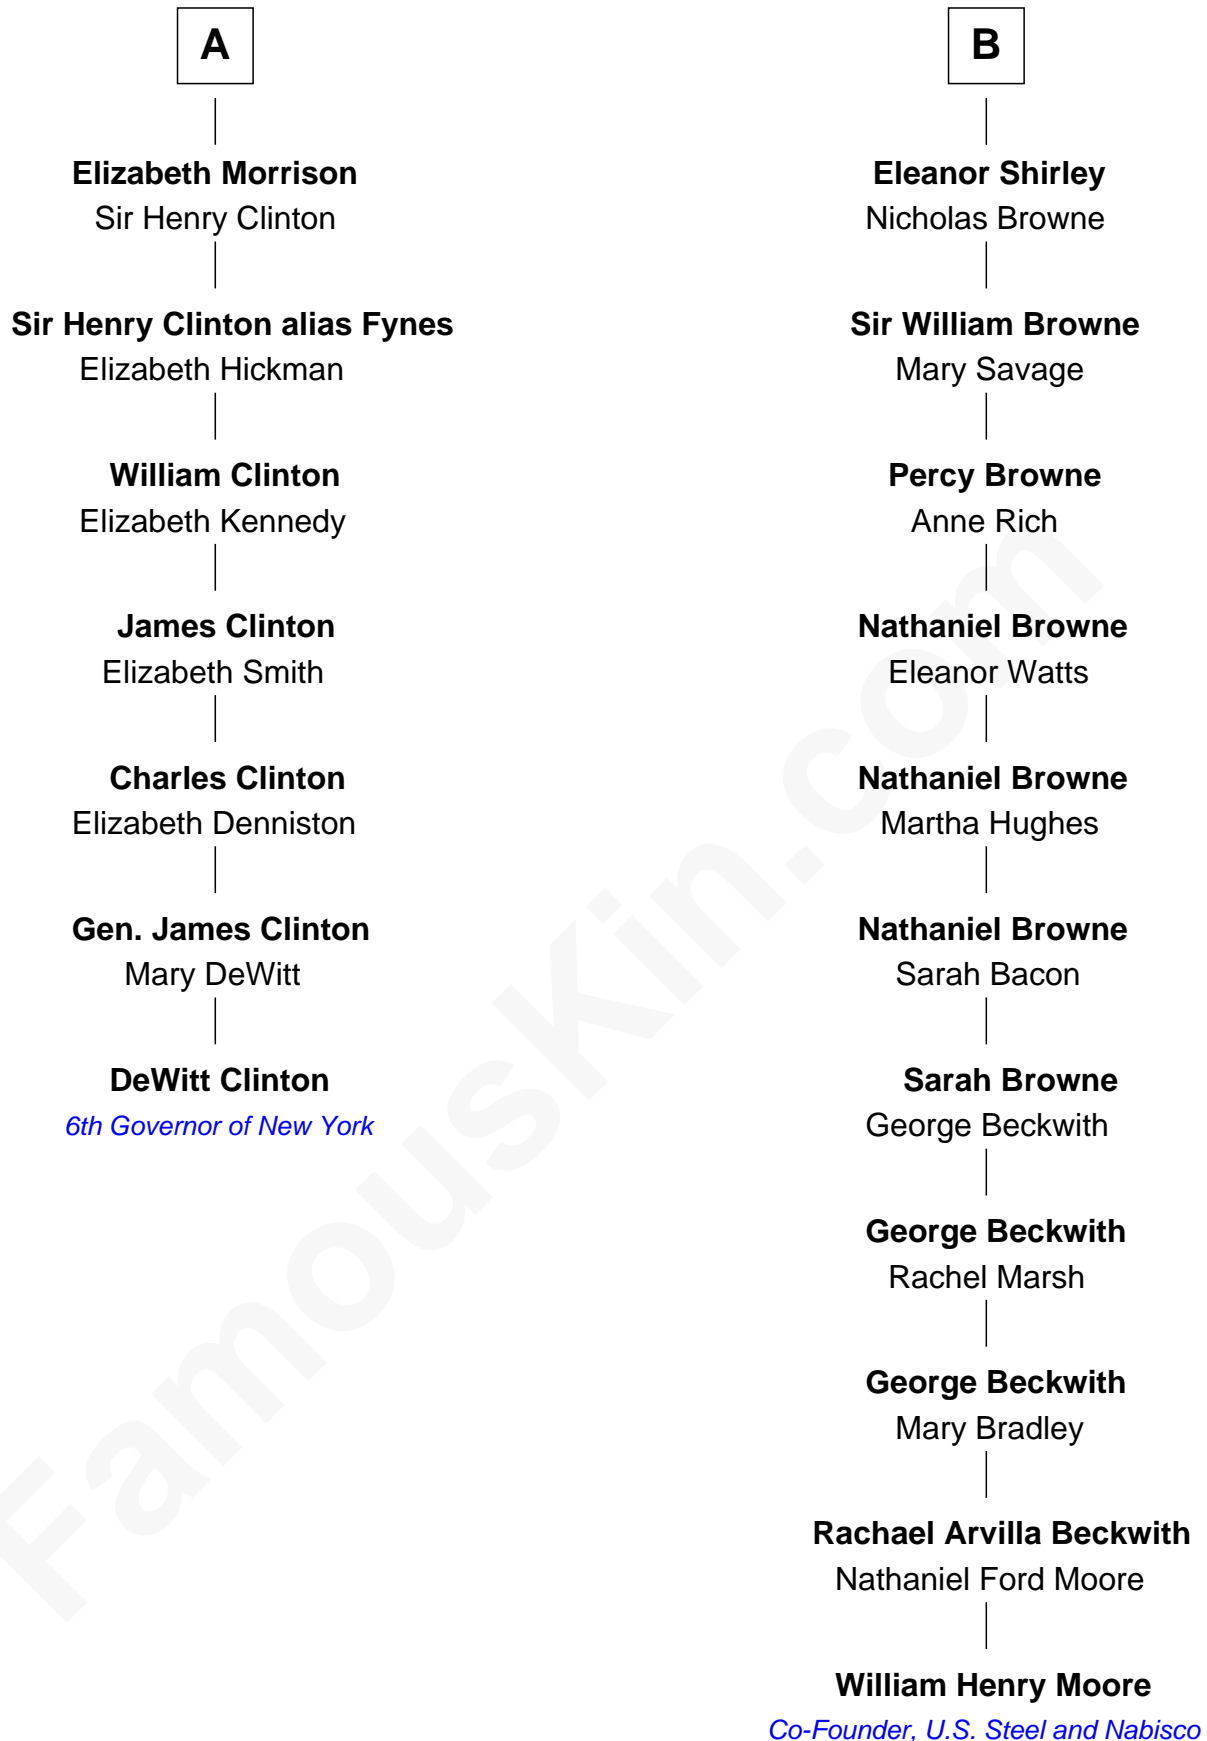 A
Elizabeth Morrison
Sir Henry Clinton
Sir Henry Clinton alias Fynes
Elizabeth Hickman
William Clinton
Elizabeth Kennedy
James Clinton
Elizabeth Smith
Charles Clinton
Elizabeth Denniston
Gen. James Clinton
Mary DeWitt
DeWitt Clinton
6th Governor of New York
B
Eleanor Shirley
Nicholas Browne
Sir William Browne
Mary Savage
Percy Browne
Anne Rich
Nathaniel Browne
Eleanor Watts
Nathaniel Browne
Martha Hughes
Nathaniel Browne
Sarah Bacon
Sarah Browne
George Beckwith
George Beckwith
Rachel Marsh
George Beckwith
Mary Bradley
Rachael Arvilla Beckwith
Nathaniel Ford Moore
William Henry Moore
Co-Founder, U.S. Steel and Nabisco
FamousKin.com